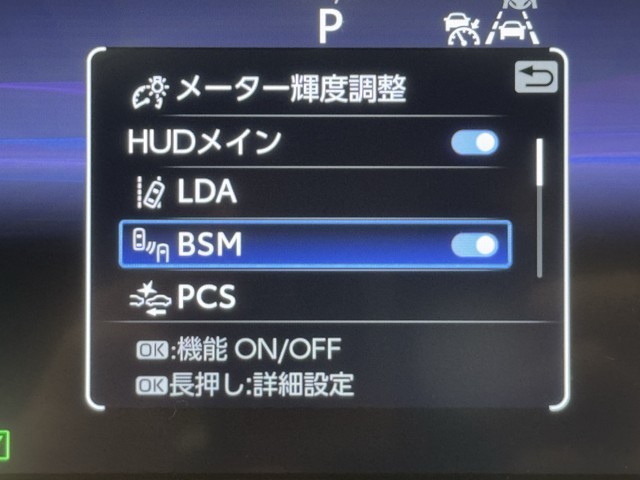 P
メーター輝度調整
HUDメイン
LDA
BSM
PCS
OK:機能 ON/OFF
OK長押し:詳細設定